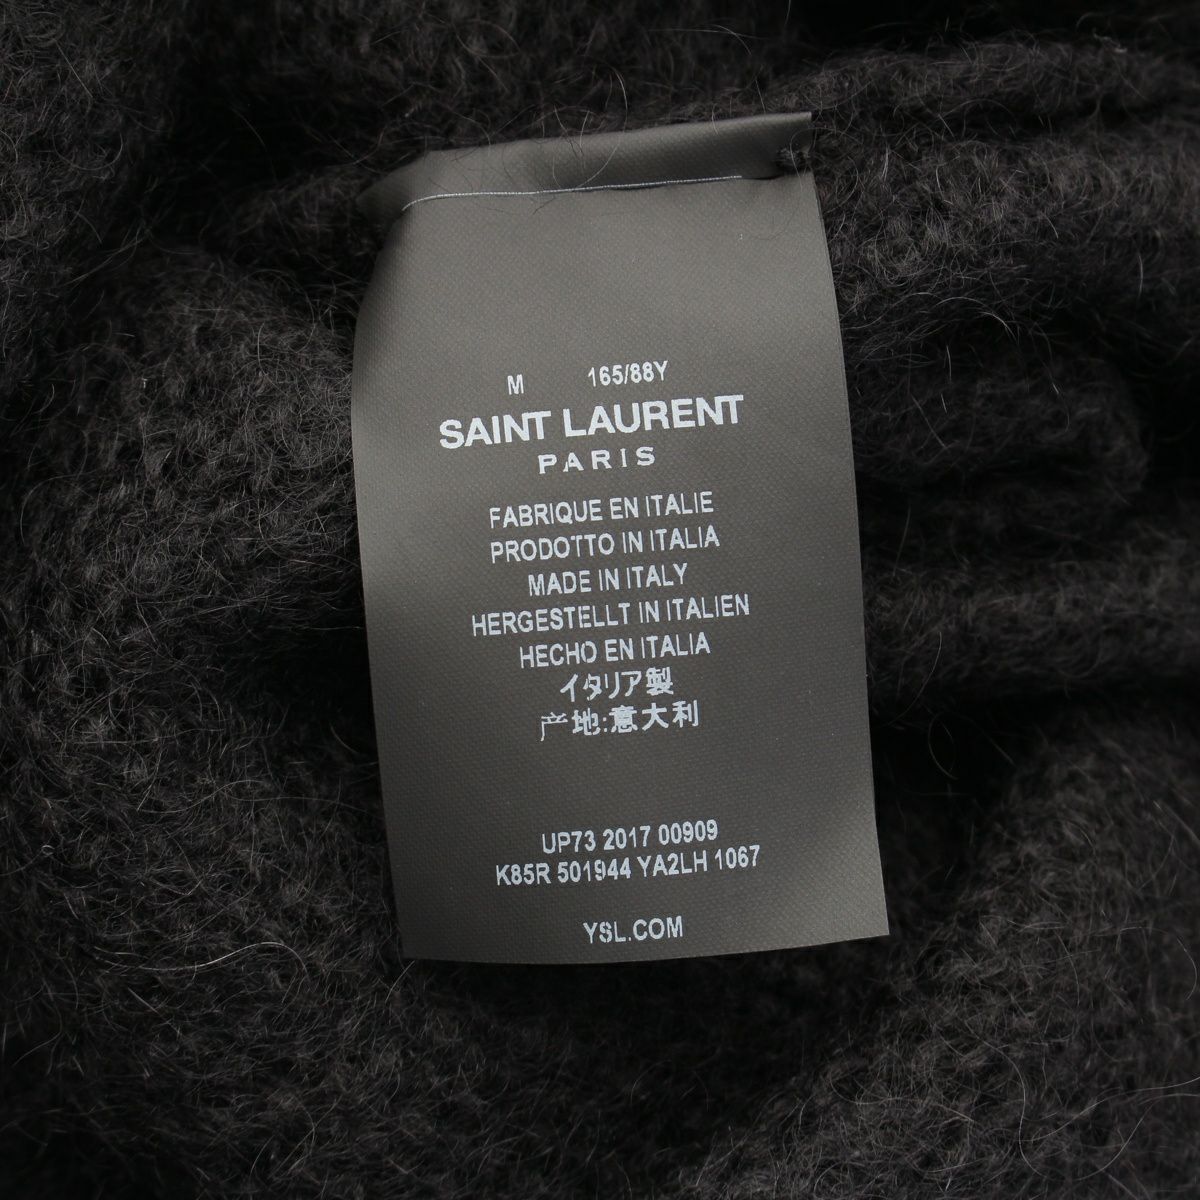 M 165/88Y
SAINT LAURENT
PARIS
FABRIQUE EN ITALIE
PRODOTTO IN ITALIA
MADE IN ITALY
HERGESTELLT IN ITALIEN
HECHO EN ITALIA
イタリア製
产地:意大利
UP73 2017 00909
K85R 501944 YA2LH 1067
YSL.COM